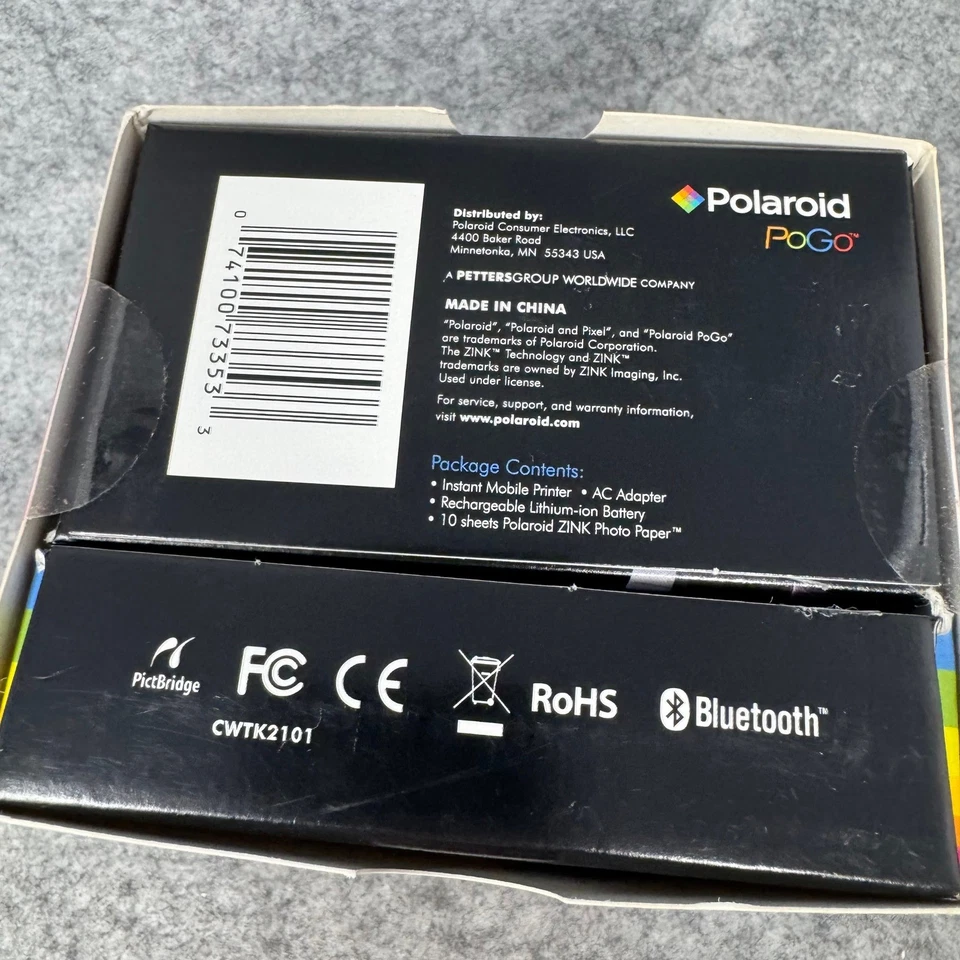 0 74100 73353 3
Distributed by:
Polaroid Consumer Electronics, LLC
4400 Baker Road
Minnetonka, MN 55343 USA
A PETTERSGROUP WORLDWIDE COMPANY
MADE IN CHINA
"Polaroid", "Polaroid and Pixel", and "Polaroid PoGo"
are trademarks of Polaroid Corporation.
The ZINK™ Technology and ZINK™
trademarks are owned by ZINK Imaging, Inc.
Used under license.
For service, support, and warranty information,
visit www.polaroid.com
Package Contents:
• Instant Mobile Printer • AC Adapter
• Rechargeable Lithium-ion Battery
• 10 sheets Polaroid ZINK Photo Paper™
Polaroid
PoGo™
PictBridge
FC
CE
RoHS
Bluetooth™
CWTK2101